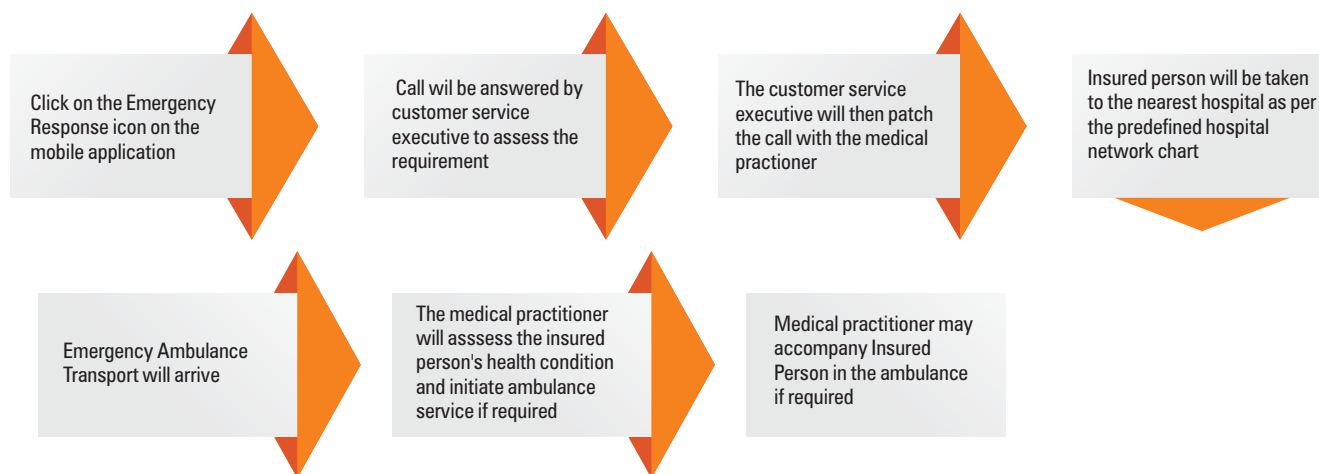 Click on the Emergency
Response icon on the
mobile application
Call wil be answered by
customer service
executive to assess the
requirement
The customer service
executive will then patch
the call with the medical
practioner
Insured person will be taken
to the nearest hospital as per
the predefined hospital
network chart
Emergency Ambulance
Transport will arrive
The medical practitioner
will asssess the insured
person's health condition
and initiate ambulance
service if required
Medical practitioner may
accompany Insured
Person in the ambulance
if required